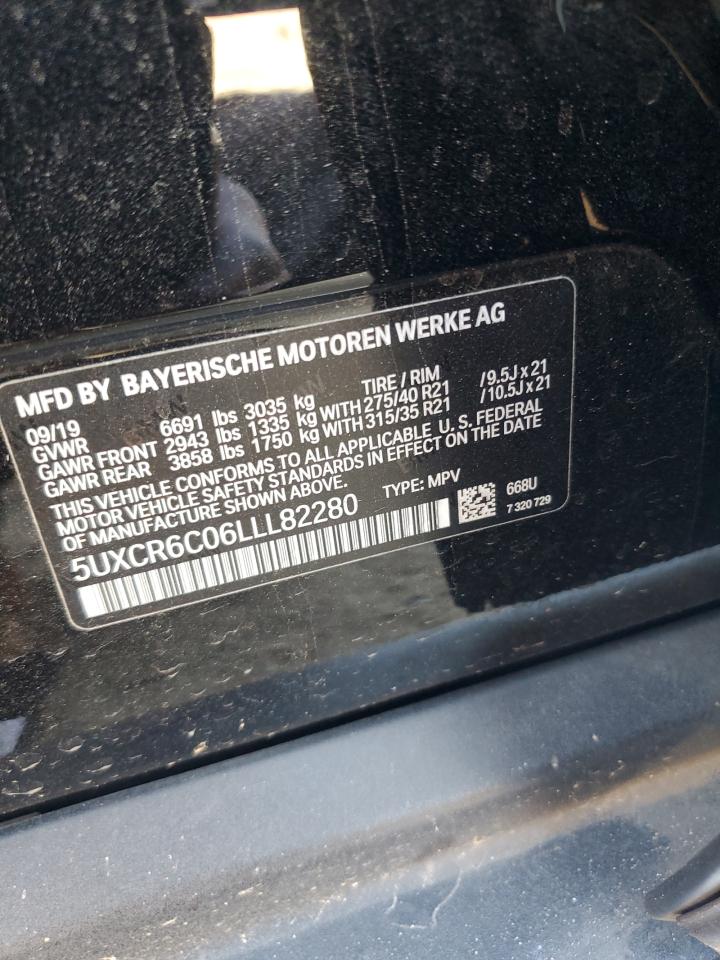 MFD BY BAYERISCHE MOTOREN WERKE AG
09/19 TIRE / RIM
GVWR 6691 lbs 3035 kg
GAWR FRONT 2943 lbs 1335 kg WITH 275/40 R21 /9.5J x 21
GAWR REAR 3858 lbs 1750 kg WITH 315/35 R21 /10.5J x 21
THIS VEHICLE CONFORMS TO ALL APPLICABLE U. S. FEDERAL
MOTOR VEHICLE SAFETY STANDARDS IN EFFECT ON THE DATE
OF MANUFACTURE SHOWN ABOVE. TYPE: MPV
5UXCR6C06LLL82280 668U
7 320 729